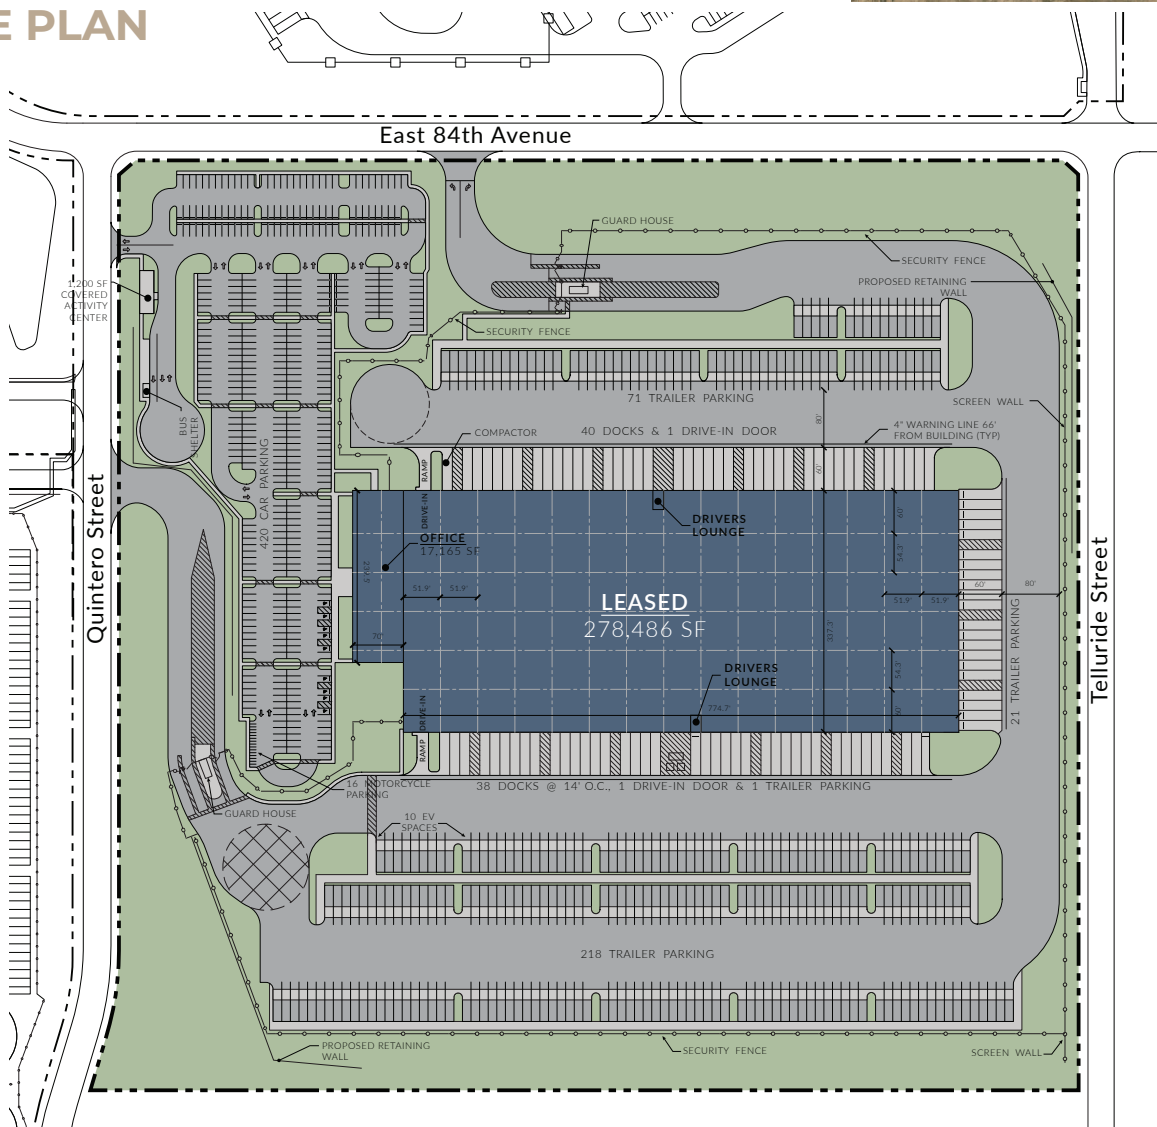 E PLAN
East 84th Avenue
GUARD HOUSE
SECURITY FENCE
PROPOSED RETAINING
WALL
1,200 SF
COVERED
ACTIVITY
CENTER
SECURITY FENCE
71 TRAILER PARKING
SCREEN WALL
80'
BUS
SHELTER
COMPACTOR
40 DOCKS & 1 DRIVE-IN DOOR
4" WARNING LINE 66'
FROM BUILDING (TYP)
420 CAR PARKING
RAMP
60'
DRIVE-IN
Quintero Street
DRIVERS
LOUNGE
60'
OFFICE
17,165 SF
54.3'
51.9'
51.9'
LEASED
278,486 SF
51.9'
51.9'
60'
80'
70'
337.3'
54.3'
21 TRAILER PARKING
Telluride Street
DRIVERS
LOUNGE
774.7'
DRIVE-IN
RAMP
16 MOTORCYCLE
PARKING
38 DOCKS @ 14' O.C., 1 DRIVE-IN DOOR & 1 TRAILER PARKING
GUARD HOUSE
10 EV
SPACES
218 TRAILER PARKING
PROPOSED RETAINING
WALL
SECURITY FENCE
SCREEN WALL